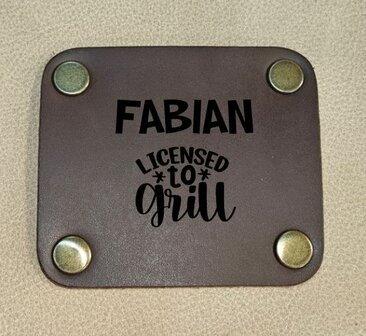 FABIAN
LICENSED
*to*
grill